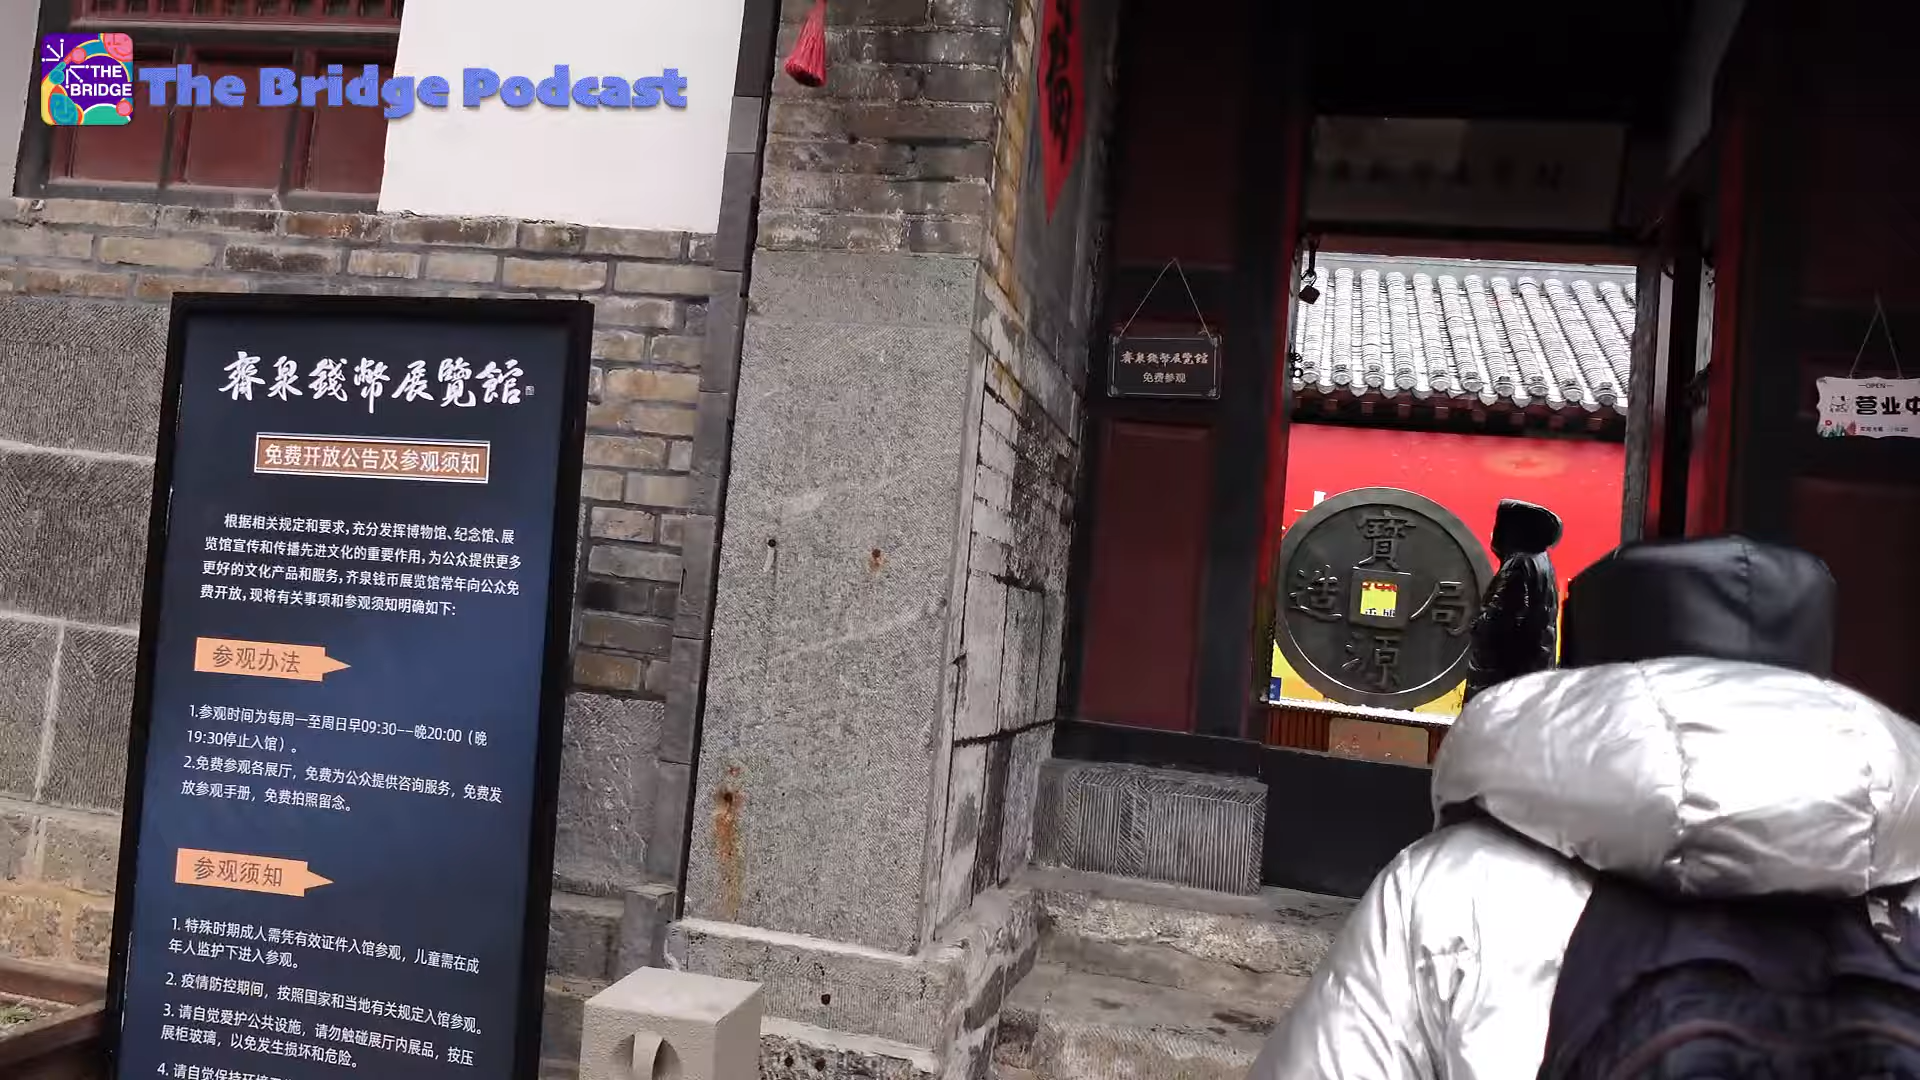 THE
BRIDGE
The Bridge Podcast
齊泉錢幣展覽館
免费开放公告及参观须知
根据相关规定和要求,充分发挥博物馆、纪念馆、展
览馆宣传和传播先进文化的重要作用,为公众提供更多
更好的文化产品和服务,齐泉钱币展览馆常年向公众免
费开放,现将有关事项和参观须知明确如下:
参观办法
1.参观时间为每周一至周日早09:30--晚20:00（晚
19:30停止入馆）。
2.免费参观各展厅，免费为公众提供咨询服务，免费发
放参观手册，免费拍照留念。
参观须知
1. 特殊时期成人需凭有效证件入馆参观，儿童需在成
年人监护下进入参观。
2. 疫情防控期间，按照国家和当地有关规定入馆参观。
3. 请自觉爱护公共设施，请勿触碰展厅内展品，按压
展柜玻璃，以免发生损坏和危险。
4. 请自觉保持环境
齊泉錢幣展覽館
免费参观
寶
造 局
源
OPEN
营业中